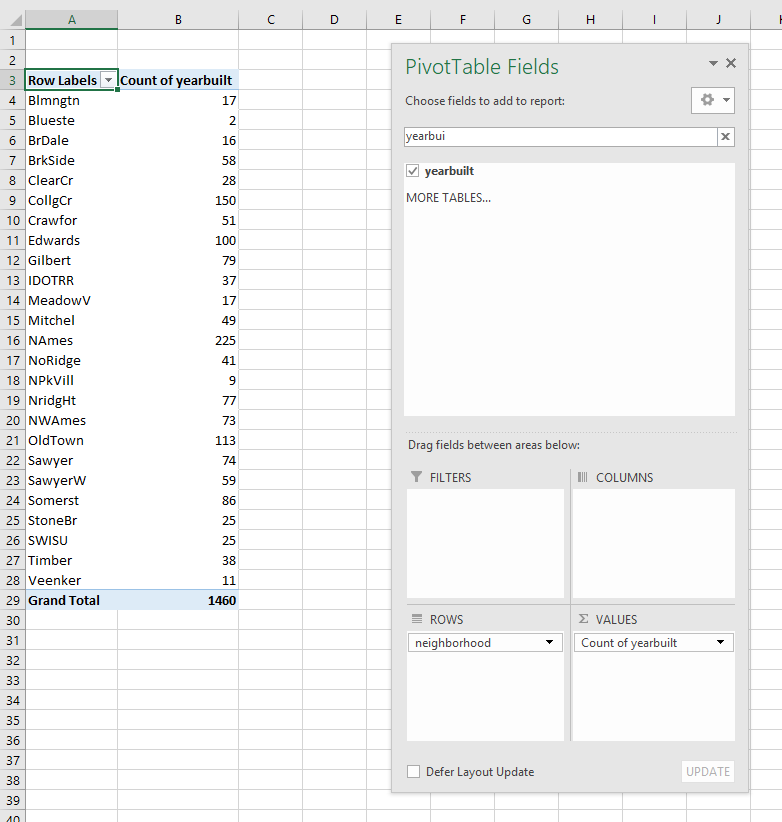 A B C D E F G H I J
1
2
3 Row Labels Count of yearbuilt
4 Blmngtn 17
5 Blueste 2
6 BrDale 16
7 BrkSide 58
8 ClearCr 28
9 CollgCr 150
10 Crawfor 51
11 Edwards 100
12 Gilbert 79
13 IDOTRR 37
14 MeadowV 17
15 Mitchel 49
16 NAmes 225
17 NoRidge 41
18 NPkVill 9
19 NridgHt 77
20 NWAmes 73
21 OldTown 113
22 Sawyer 74
23 SawyerW 59
24 Somerst 86
25 StoneBr 25
26 SWISU 25
27 Timber 38
28 Veenker 11
29 Grand Total 1460
30
31
32
33
34
35
36
37
38
39
40
PivotTable Fields
Choose fields to add to report:
yearbui
yearbuilt
MORE TABLES...
Drag fields between areas below:
FILTERS
COLUMNS
ROWS
Σ VALUES
neighborhood
Count of yearbuilt
Defer Layout Update
UPDATE